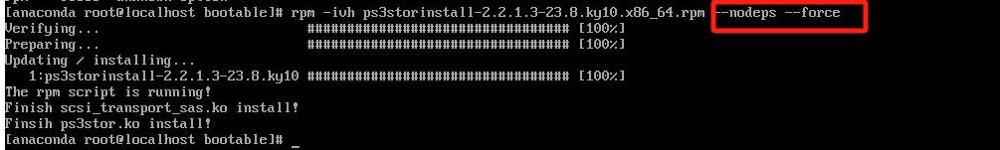 [anaconda root@localhost bootable]# rpm -ivh ps3storinstall-2.2.1.3-23.8.ky10.x86_64.rpm --nodeps --force
Verifying... ################################# [100%]
Preparing... ################################# [100%]
Updating / installing...
1:ps3storinstall-2.2.1.3-23.8.ky10 ################################# [100%]
The rpm script is running!
Finish scsi_transport_sas.ko install!
Finsih ps3stor.ko install!
[anaconda root@localhost bootable]# _